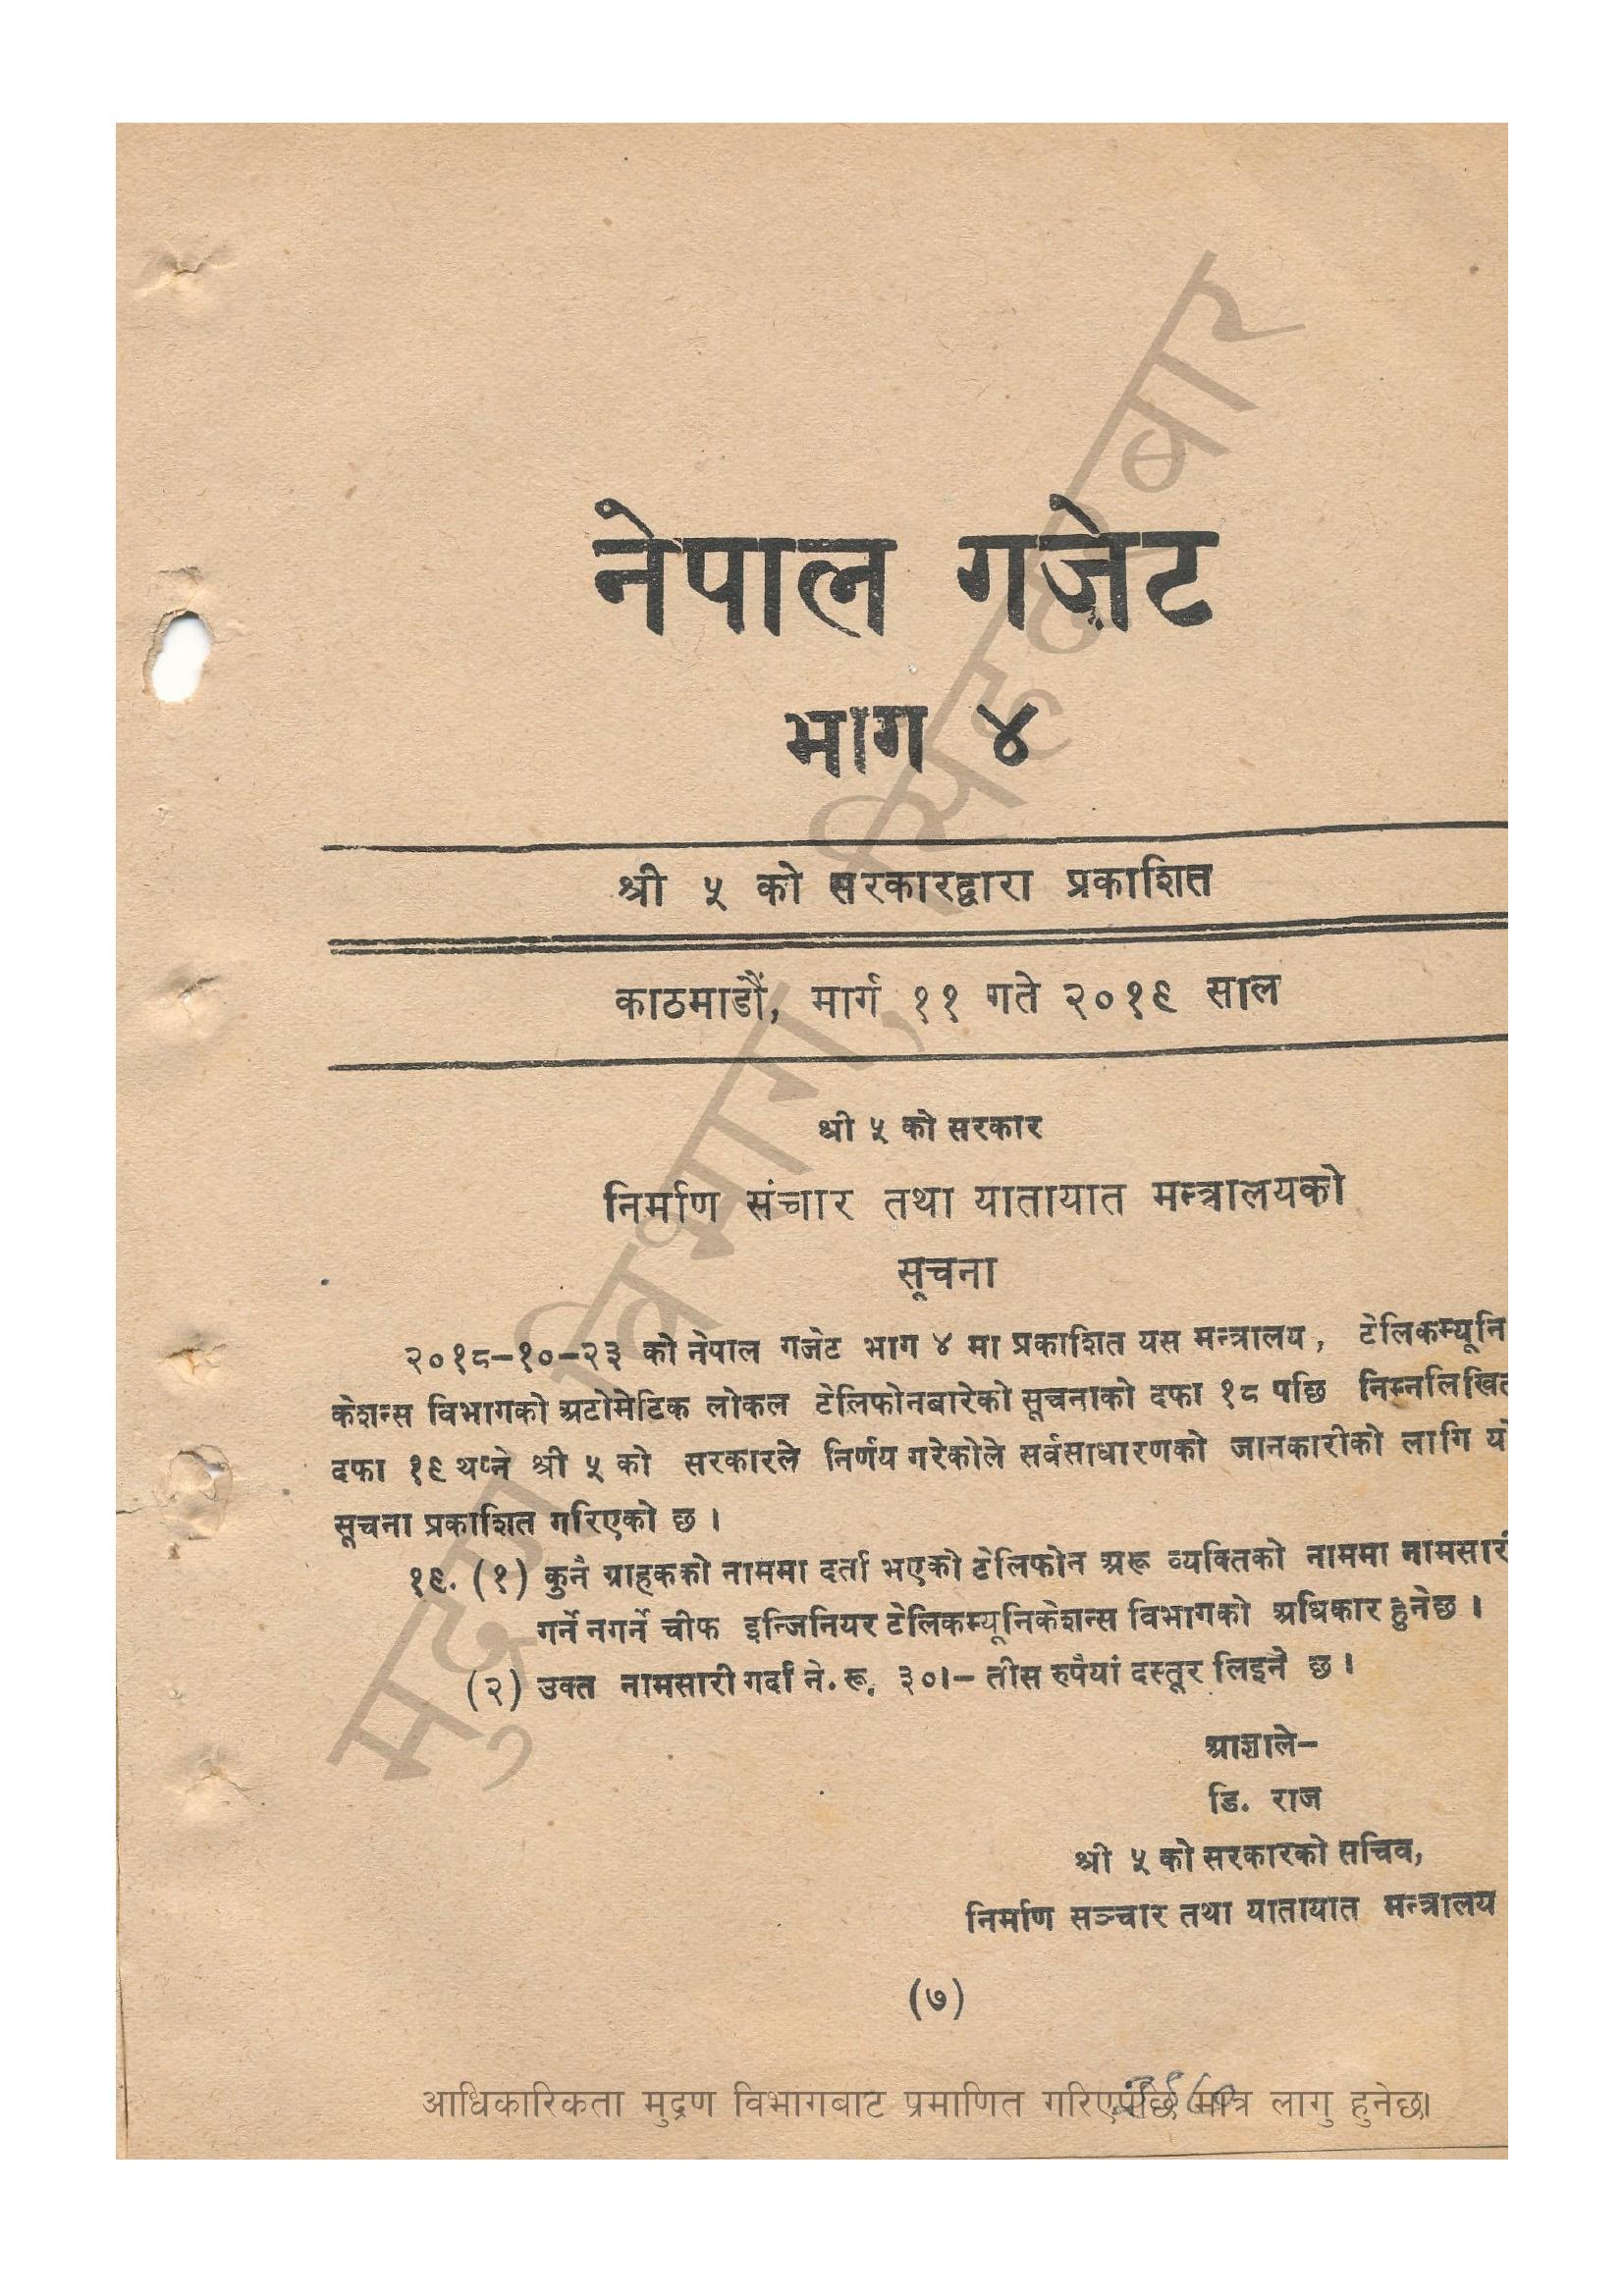 नेपाल गजेट
भाग ४
श्री ५ को सरकारद्वारा प्रकाशित
काठमाडौं, मार्ग ११ गते २०१९ साल
श्री ५ को सरकार
निर्माण संचार तथा यातायात मन्त्रालयको
सूचना
२०१८-१०-२३ को नेपाल गजेट भाग ४ मा प्रकाशित यस मन्त्रालय, टेलिकम्यूनि
केशन्स विभागको अटोमेटिक लोकल टेलिफोनबारेको सूचनाको दफा १८ पछि निम्नलिखित
दफा १९ थप्ने श्री ५ को सरकारले निर्णय गरेकोले सर्वसाधारणको जानकारीको लागि यो
सूचना प्रकाशित गरिएको छ ।
१९. (१) कुनै ग्राहकको नाममा दर्ता भएको टेलिफोन अरू व्यक्तिको नाममा नामसारी
गर्ने नगर्ने चीफ इन्जिनियर टेलिकम्यूनिकेशन्स विभागको अधिकार हुनेछ ।
(२) उक्त नामसारी गर्दा ने. रू. ३०।- तीस रुपैयां दस्तूर लिइने छ ।
आज्ञाले-
डि. राज
श्री ५ को सरकारको सचिव,
निर्माण सञ्चार तथा यातायात मन्त्रालय
(७)
आधिकारिकता मुद्रण विभागबाट प्रमाणित गरिएपछि मात्र लागु हुनेछ।
मुद्रण विभाग, सिंहदरबार